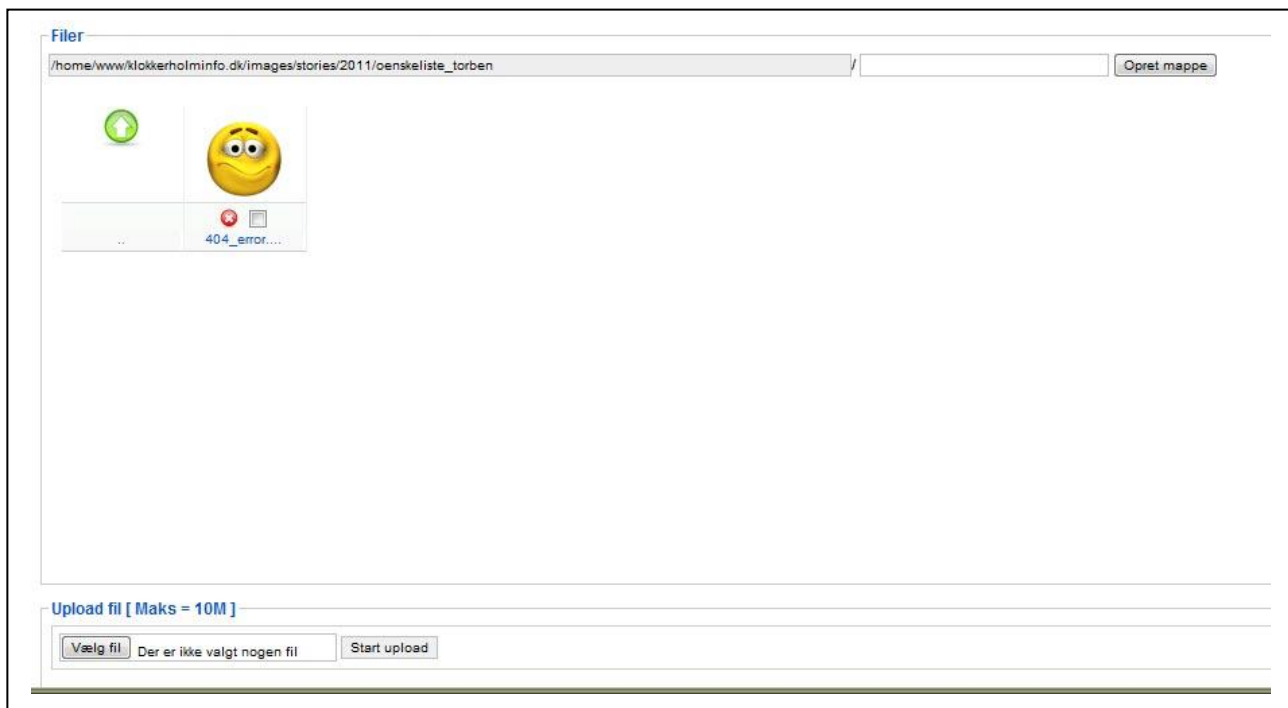 Filer
/home/www/klokkerholminfo.dk/images/stories/2011/oenskeliste_torben / Opret mappe
..
404_error....
Upload fil [ Maks = 10M ]
Vælg fil Der er ikke valgt nogen fil Start upload